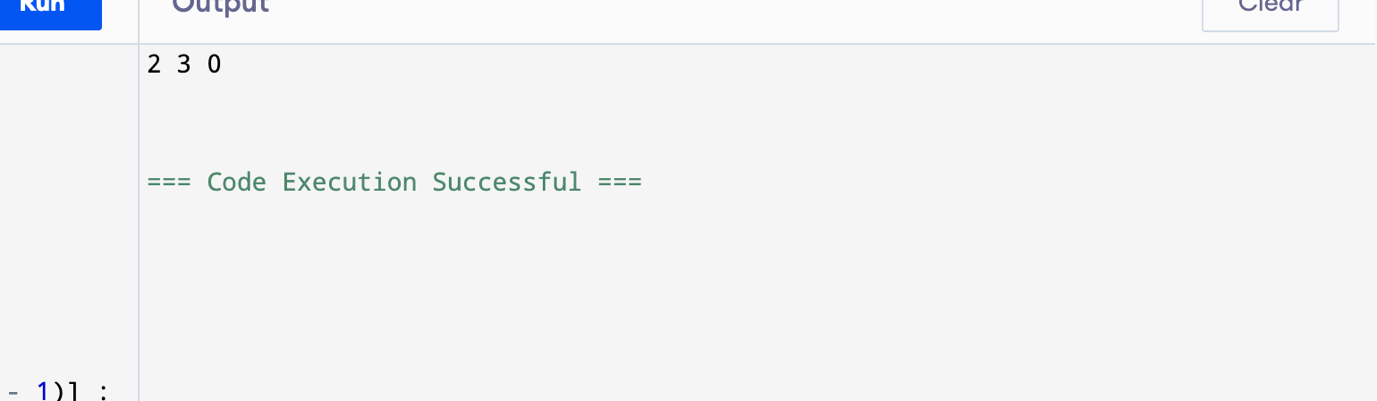 Run Output Clear
2 3 0
=== Code Execution Successful ===
- 1)] :